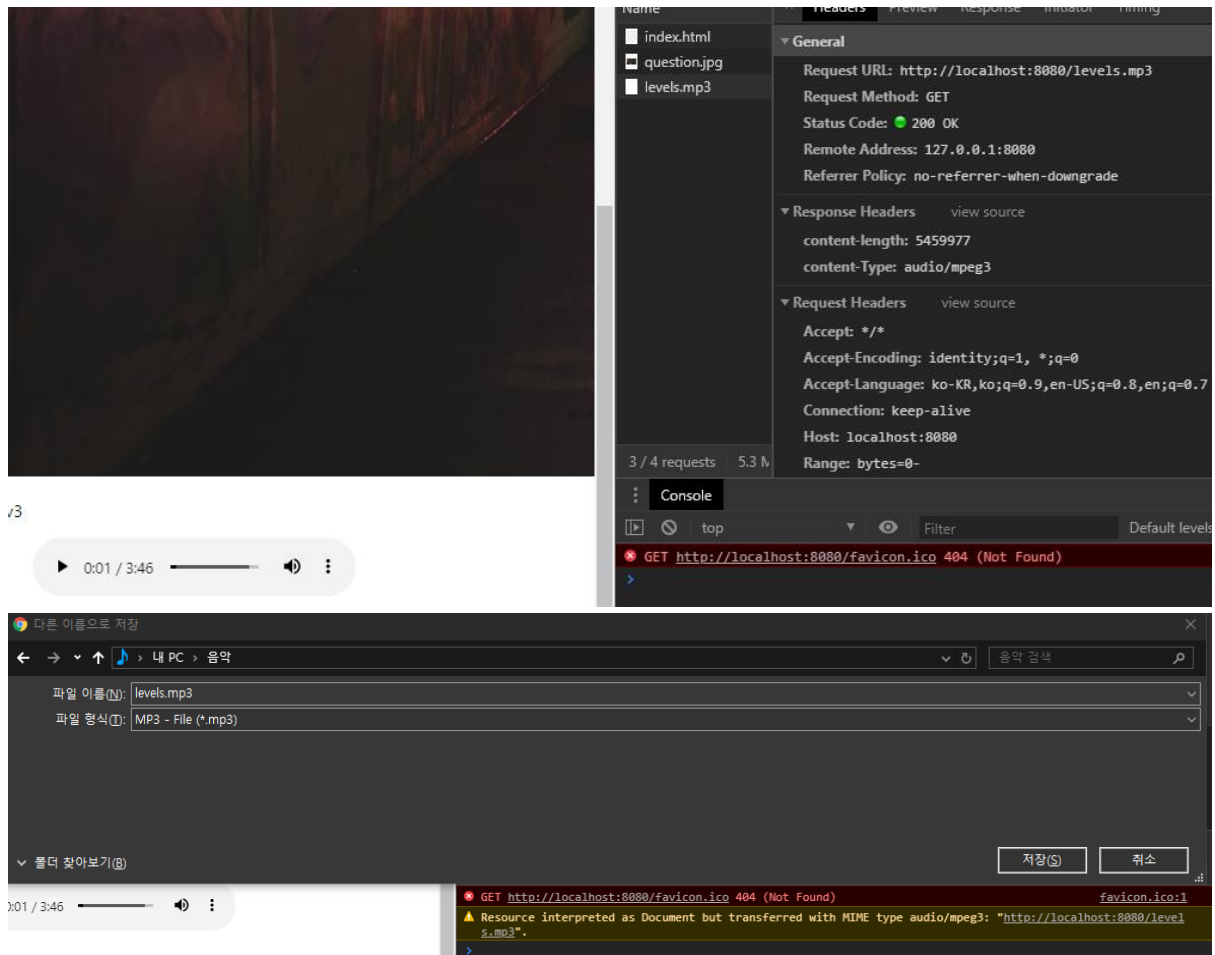 Name
Headers Preview Response Initiator Timing
index.html
question.jpg
levels.mp3
General
Request URL: http://localhost:8080/levels.mp3
Request Method: GET
Status Code: 200 OK
Remote Address: 127.0.0.1:8080
Referrer Policy: no-referrer-when-downgrade
Response Headers view source
content-length: 5459977
content-Type: audio/mpeg3
Request Headers view source
Accept: */*
Accept-Encoding: identity;q=1, *;q=0
Accept-Language: ko-KR,ko;q=0.9,en-US;q=0.8,en;q=0.7
Connection: keep-alive
Host: localhost:8080
Range: bytes=0-
3 / 4 requests 5.3 M
v3
0:01 / 3:46
Console
top Filter Default levels
GET http://localhost:8080/favicon.ico 404 (Not Found)
다른 이름으로 저장
내 PC › 음악
음악 검색
파일 이름(N): levels.mp3
파일 형식(T): MP3 - File (*.mp3)
폴더 찾아보기(B)
저장(S) 취소
0:01 / 3:46
GET http://localhost:8080/favicon.ico 404 (Not Found) favicon.ico:1
Resource interpreted as Document but transferred with MIME type audio/mpeg3: "http://localhost:8080/level
s.mp3".